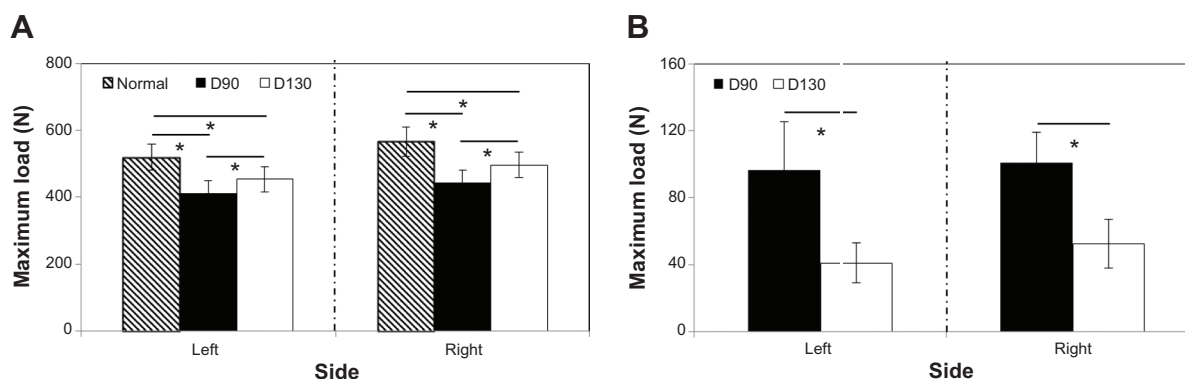 A
Maximum load (N)
800
600
400
200
0
Normal D90 D130
* * *
*
* * *
*
Left Right
Side
B
Maximum load (N)
160
120
80
40
0
D90 D130
* *
Left Right
Side